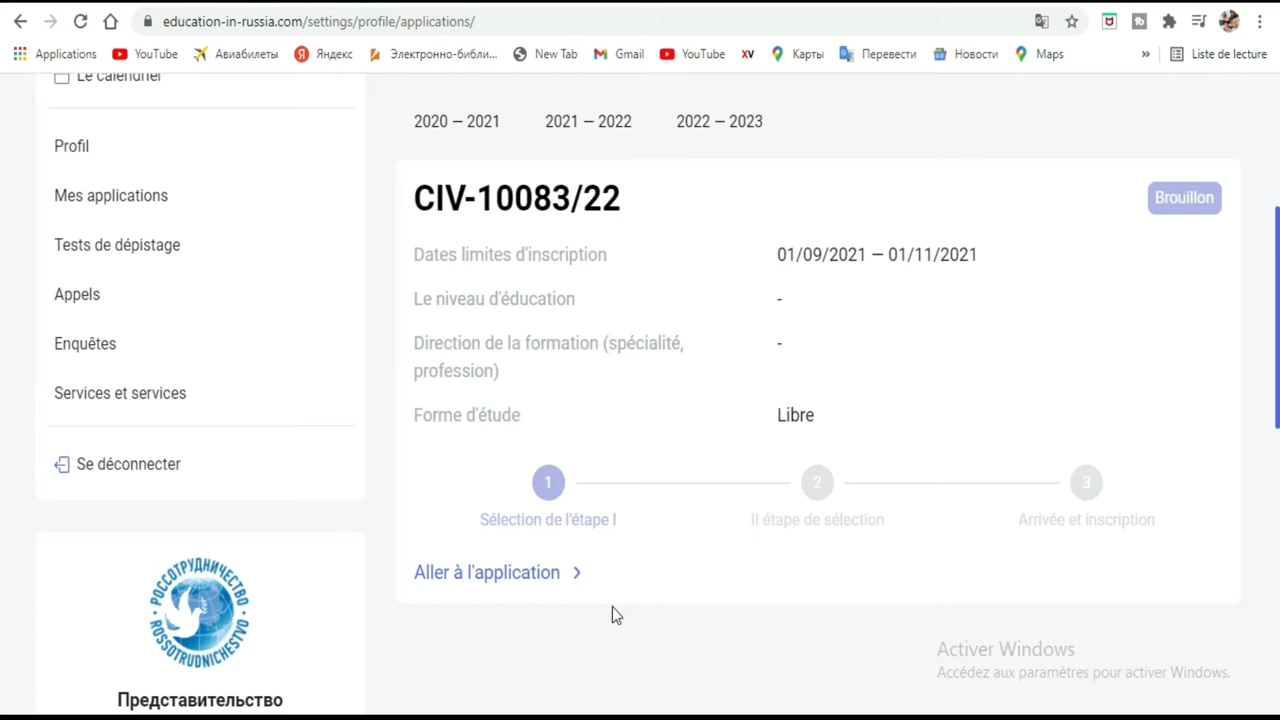 education-in-russia.com/settings/profile/applications/
Applications YouTube Авиабилеты Яндекс Электронно-библи... New Tab Gmail YouTube XV Карты Перевести Новости Maps » Liste de lecture
Le calendrier
Profil
Mes applications
Tests de dépistage
Appels
Enquêtes
Services et services
Se déconnecter
РОССОТРУДНИЧЕСТВО
ROSSOTRUDNICHESTVO
Представительство
2020 – 2021 2021 – 2022 2022 – 2023
CIV-10083/22 Brouillon
Dates limites d'inscription 01/09/2021 – 01/11/2021
Le niveau d'éducation -
Direction de la formation (spécialité, -
profession)
Forme d'étude Libre
1 2 3
Sélection de l'étape I II étape de sélection Arrivée et inscription
Aller à l'application
Activer Windows
Accédez aux paramètres pour activer Windows.